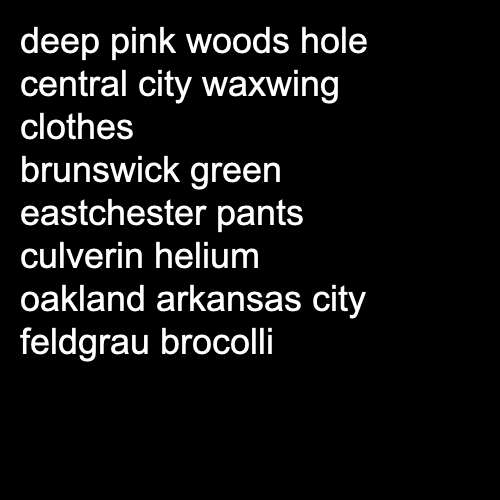 deep pink woods hole
central city waxwing
clothes
brunswick green
eastchester pants
culverin helium
oakland arkansas city
feldgrau brocolli